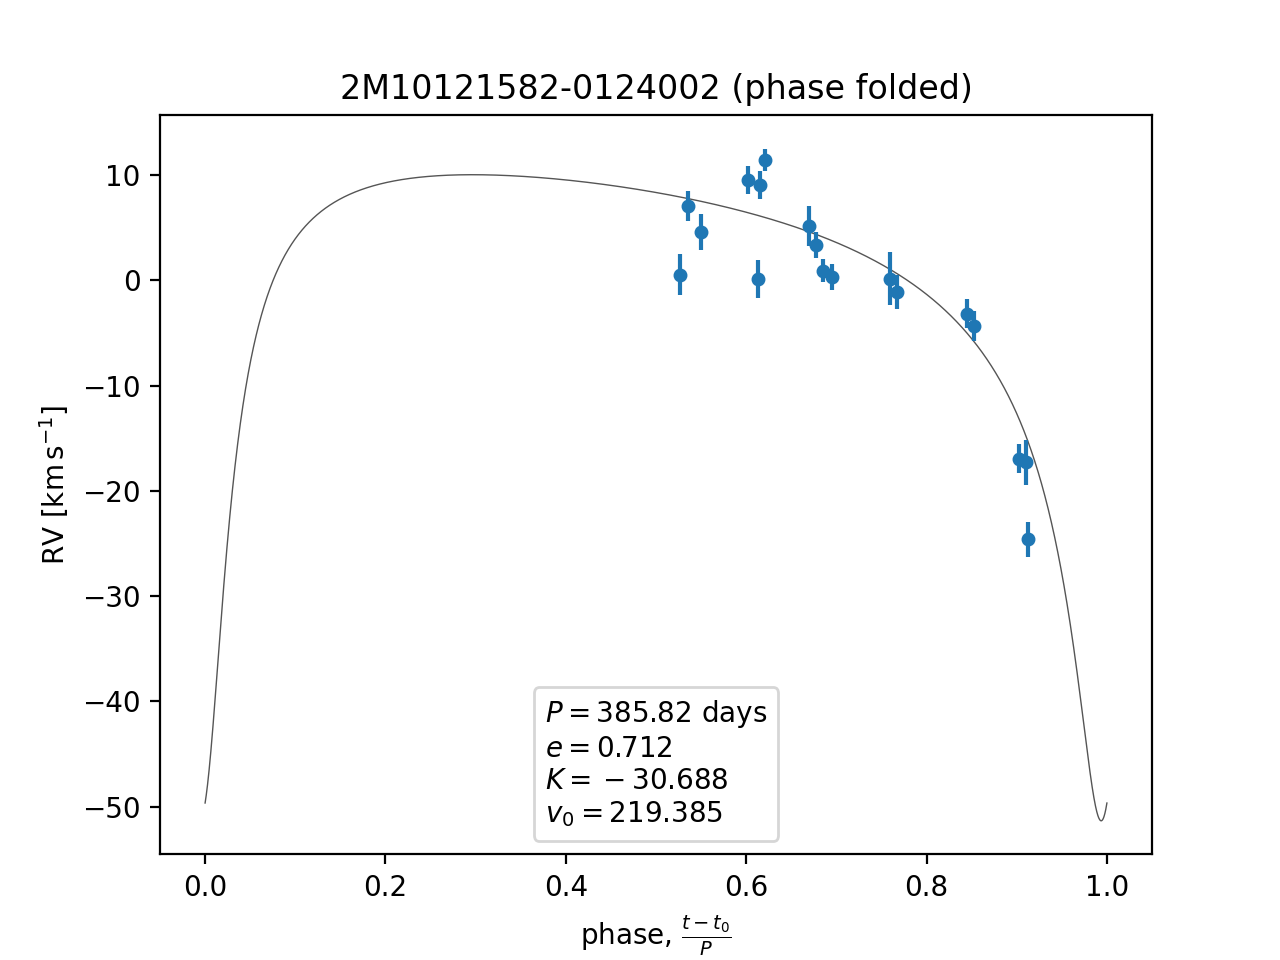 2M10121582-0124002 (phase folded)
10
0
−10
−20
−30
−40
−50
RV [km s⁻¹]
P = 385.82 days
e = 0.712
K = − 30.688
v₀ = 219.385
0.0 0.2 0.4 0.6 0.8 1.0
phase, (t − t₀)/P